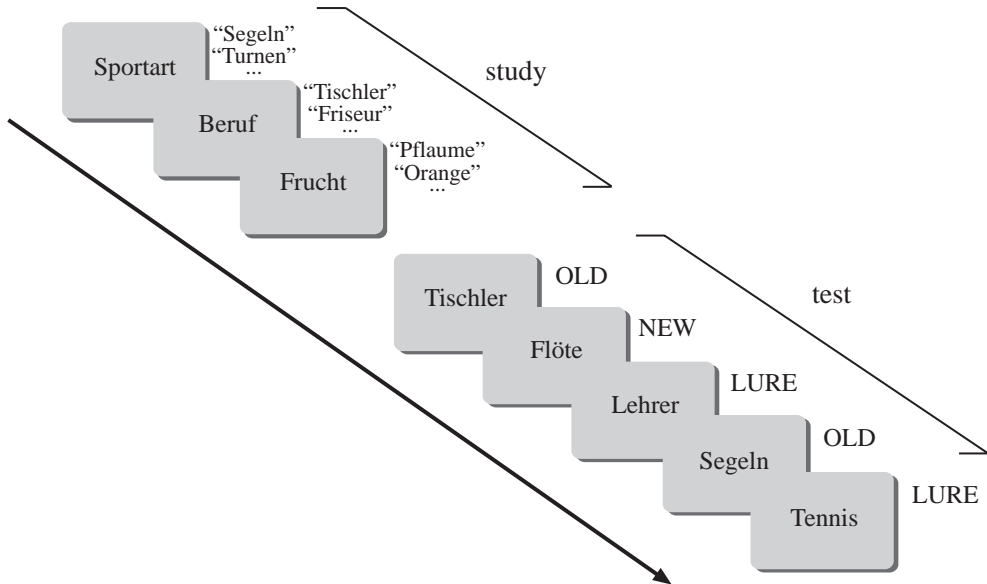 Sportart
“Segeln”
“Turnen”
...
Beruf
“Tischler”
“Friseur”
...
Frucht
“Pflaume”
“Orange”
...
study
Tischler
OLD
Flöte
NEW
Lehrer
LURE
Segeln
OLD
Tennis
LURE
test